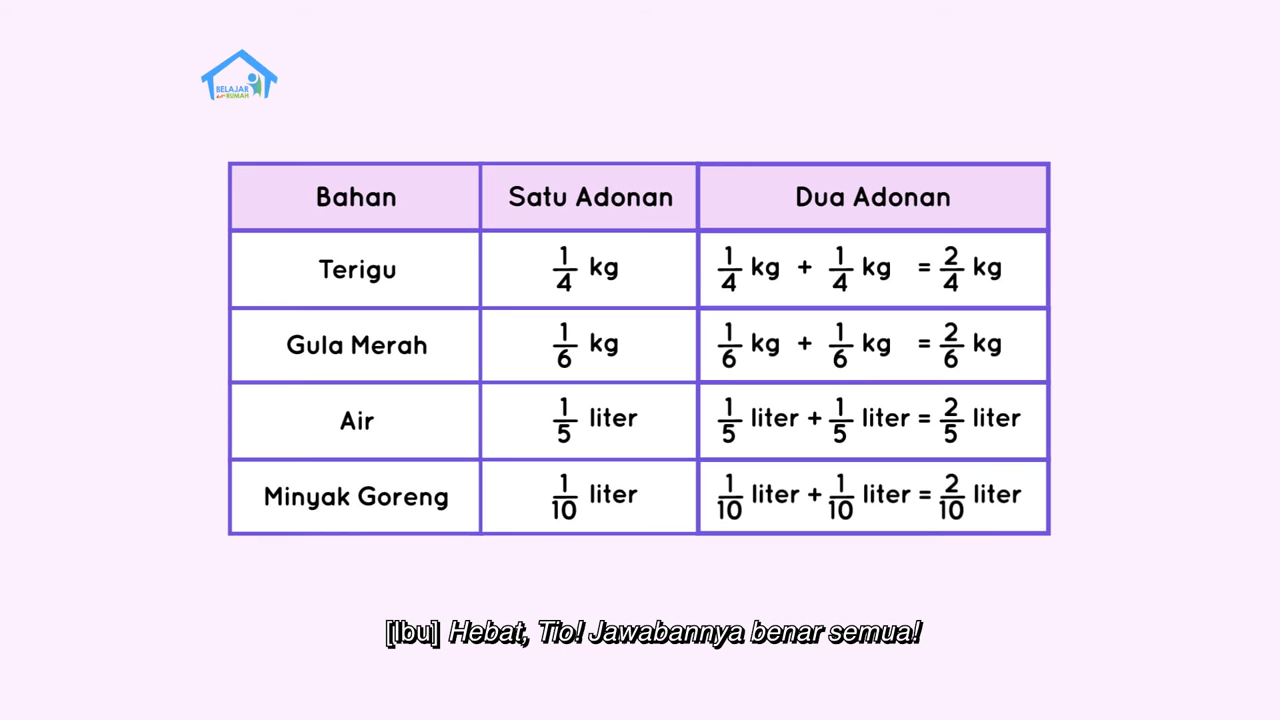 BELAJAR
dari RUMAH
Bahan Satu Adonan Dua Adonan
Terigu 1/4 kg 1/4 kg + 1/4 kg = 2/4 kg
Gula Merah 1/6 kg 1/6 kg + 1/6 kg = 2/6 kg
Air 1/5 liter 1/5 liter + 1/5 liter = 2/5 liter
Minyak Goreng 1/10 liter 1/10 liter + 1/10 liter = 2/10 liter
[Ibu] Hebat, Tio! Jawabannya benar semua!